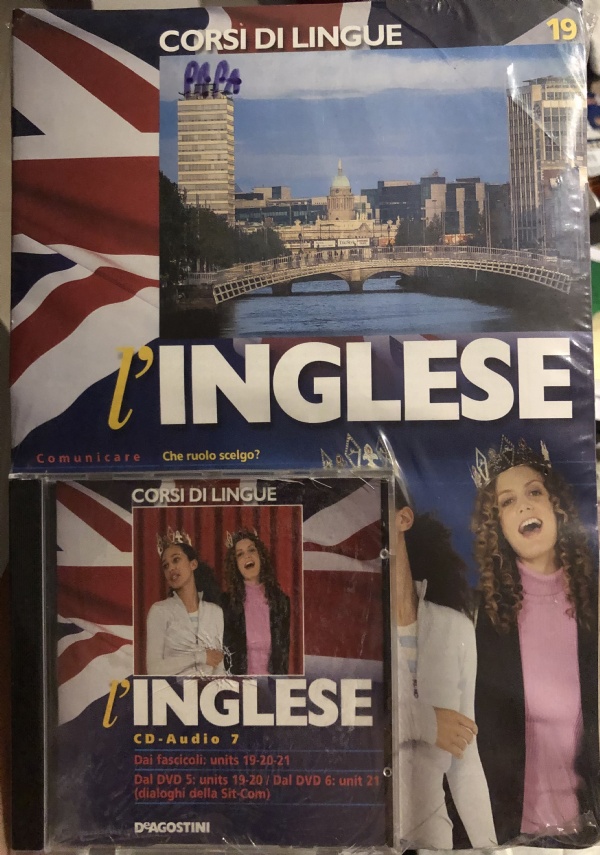 CORSI DI LINGUE
19
PAPA
l'INGLESE
Comunicare Che ruolo scelgo?
CORSI DI LINGUE
l'INGLESE
CD-Audio 7
Dai fascicoli: units 19-20-21
Dal DVD 5: units 19-20 / Dal DVD 6: unit 21
(dialoghi della Sit-Com)
DeAGOSTINI